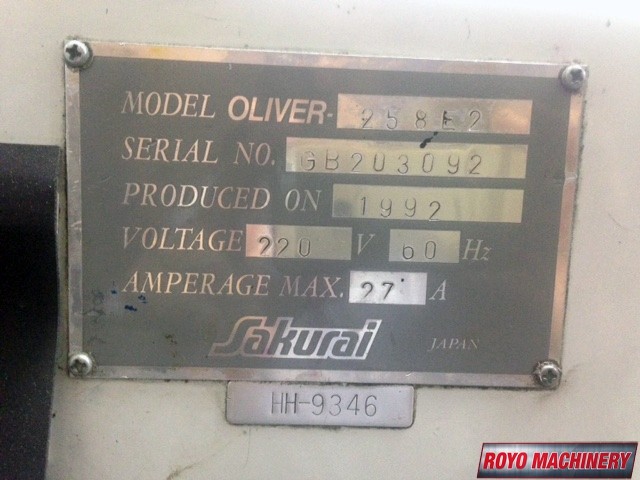 MODEL OLIVER- 258E2
SERIAL NO. GB203092
PRODUCED ON 1992
VOLTAGE 220 V 60 Hz
AMPERAGE MAX. 27 A
Sakurai JAPAN
HH-9346
ROYO MACHINERY